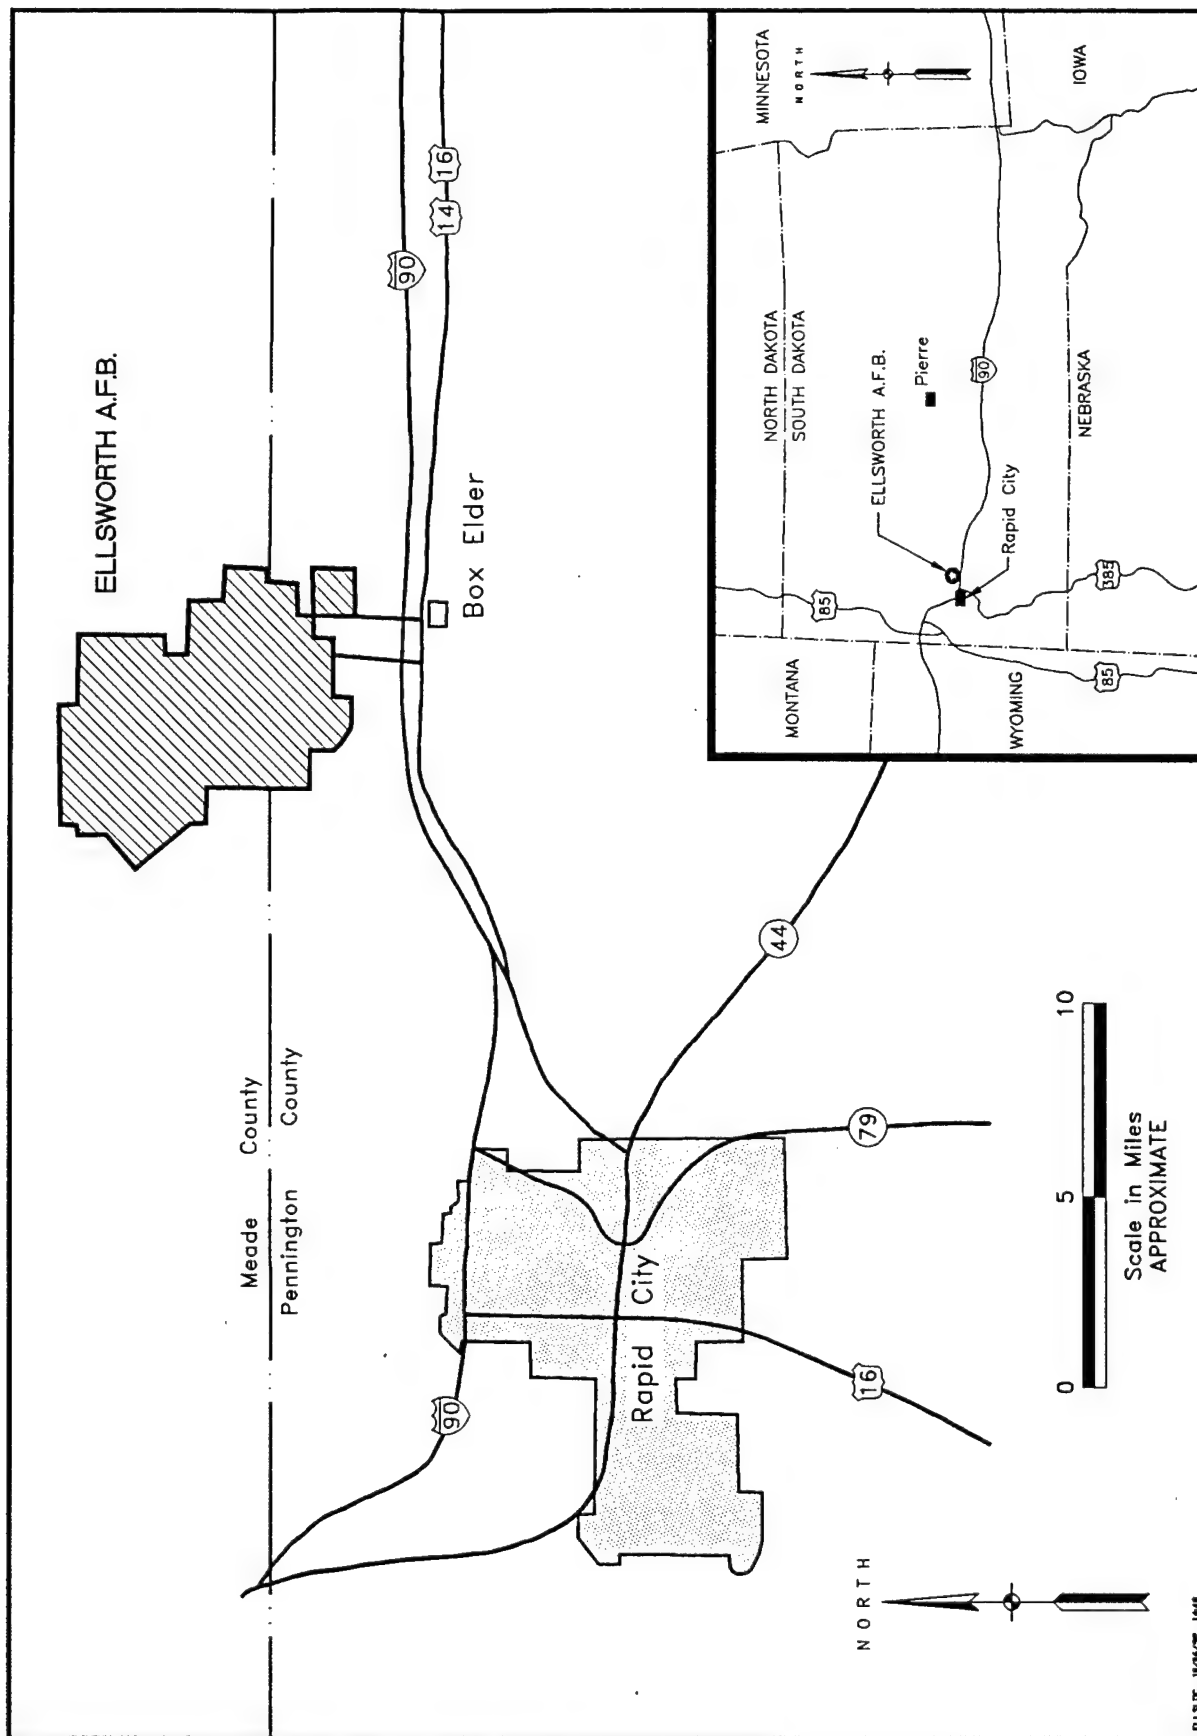 ELLSWORTH A.F.B.
Meade County
Pennington County
90
14
16
Box Elder
90
Rapid City
44
79
16
NORTH
0 5 10
Scale in Miles
APPROXIMATE
MINNESOTA
NORTH
NORTH DAKOTA
SOUTH DAKOTA
MONTANA
ELLSWORTH A.F.B.
Pierre
85
90
Rapid City
IOWA
WYOMING
NEBRASKA
85
385